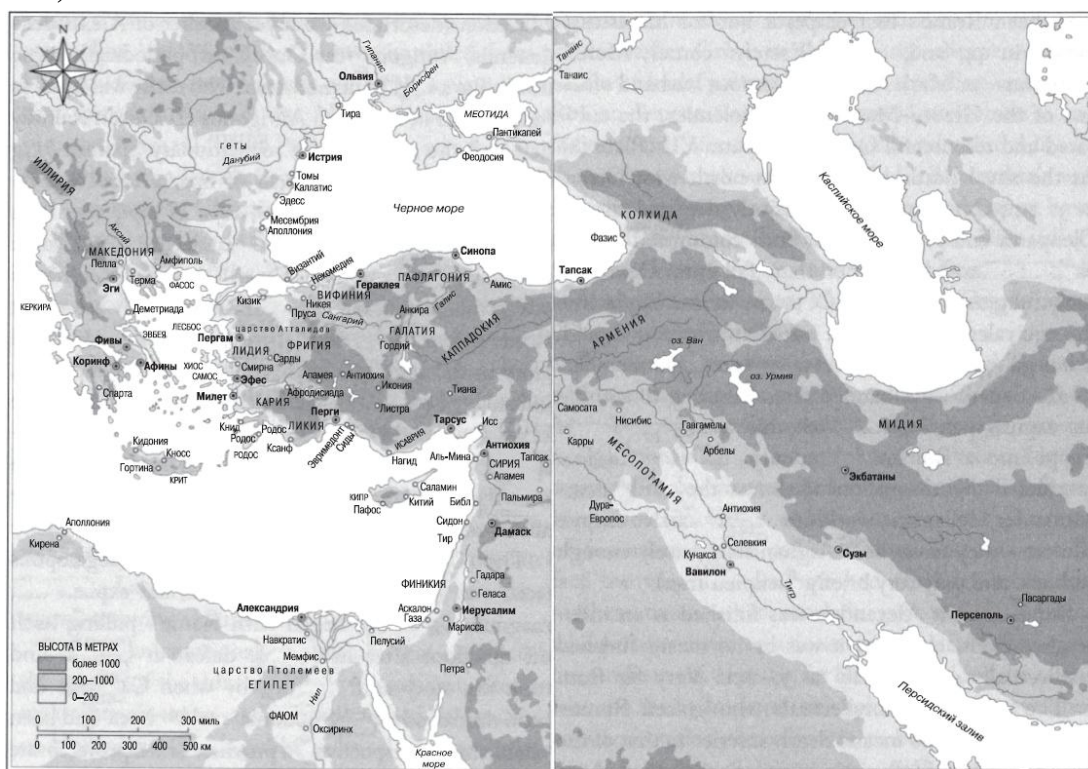 N
Гипанис
Ольвия
Борисфен
Тира
Танаис
Танаис
МЕОТИДА
Пантикапей
Феодосия
геты
Данубий
Истрия
Томы
Каллатис
Эдесс
Месембрия
Аполлония
Черное море
КОЛХИДА
Фазис
Каспийское море
ИЛЛИРИЯ
Аксий
МАКЕДОНИЯ
Пелла
Амфиполь
Терма
Эги
ФАСОС
КЕРКИРА
Деметриада
Византий
Некомедия
Гераклея
Синопа
ПАФЛАГОНИЯ
Амис
Тапсак
Кизик
ВИФИНИЯ
Никея
Пруса
Сангарий
Анкира
Галис
ГАЛАТИЯ
Гордий
КАППАДОКИЯ
АРМЕНИЯ
оз. Ван
оз. Урмия
ЛЕСБОС
ЭВБЕЯ
царство Атталидов
Пергам
ФРИГИЯ
ЛИДИЯ
Сарды
Фивы
Коринф
Афины
ХИОС
САМОС
Смирна
Эфес
Апамея
Антиохия
Икония
Тиана
Спарта
Милет
КАРИЯ
Афродисиада
Листра
Перги
Книд
Родос
Родос
РОДОС
ЛИКИЯ
Ксанф
Эвримедонт
Сиды
ИСАВРИЯ
Тарсус
Исс
Нагид
Антиохия
Аль-Мина
СИРИЯ
Тапсак
Апамея
Кидония
Кносс
Гортина
КРИТ
КИПР
Саламин
Пафос
Китий
Библ
Пальмира
Сидон
Дамаск
Тир
Самосата
Нисибис
Гавгамелы
Карры
Арбелы
МЕСОПОТАМИЯ
МИДИЯ
Экбатаны
Дура-
Европос
Антиохия
Селевкия
Кунакса
Вавилон
Сузы
Тигр
Пасаргады
Персеполь
Персидский залив
Аполлония
Кирена
ФИНИКИЯ
Гадара
Геласа
Александрия
Аскалон
Газа
Иерусалим
Марисса
Навкратис
Пелусий
Мемфис
Петра
царство Птолемеев
ЕГИПЕТ
Нил
ФАЮМ
Оксиринх
Красное
море
ВЫСОТА В МЕТРАХ
более 1000
200–1000
0–200
0 100 200 300 миль
0 100 200 300 400 500 км